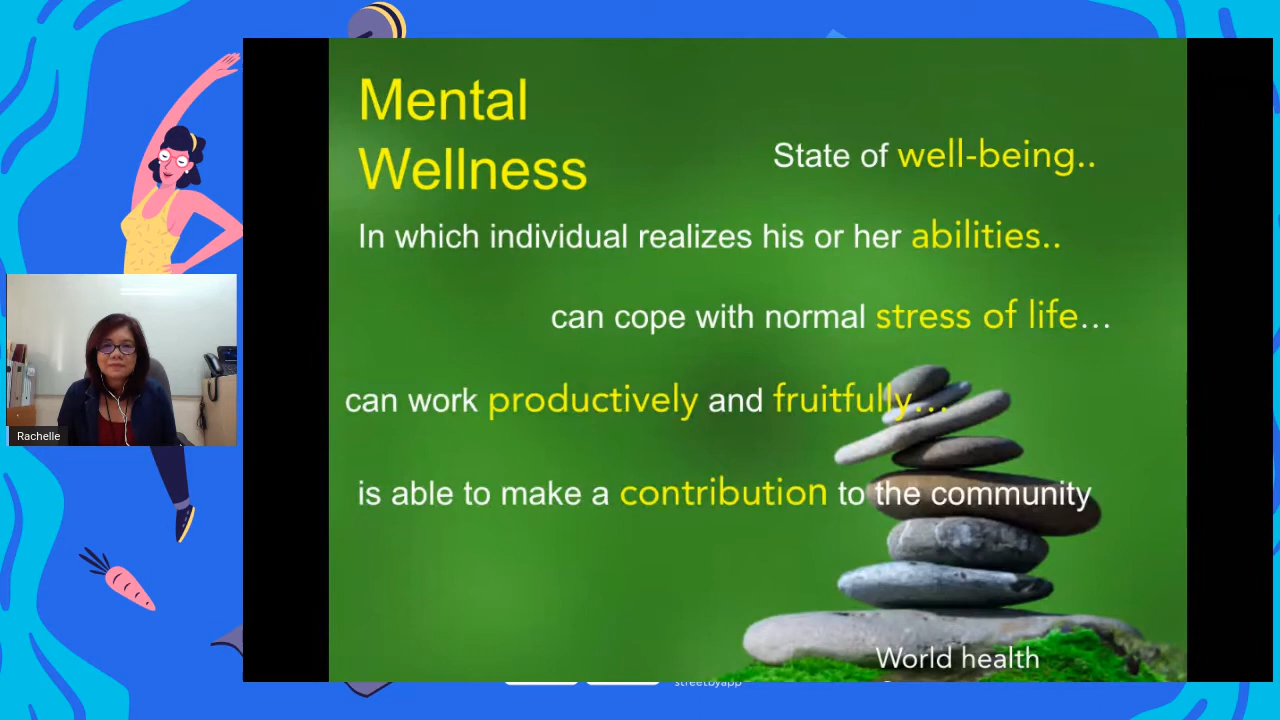 Mental
Wellness
State of well-being..
In which individual realizes his or her abilities..
can cope with normal stress of life...
can work productively and fruitfully...
is able to make a contribution to the community
World health
Rachelle
streetbyapp